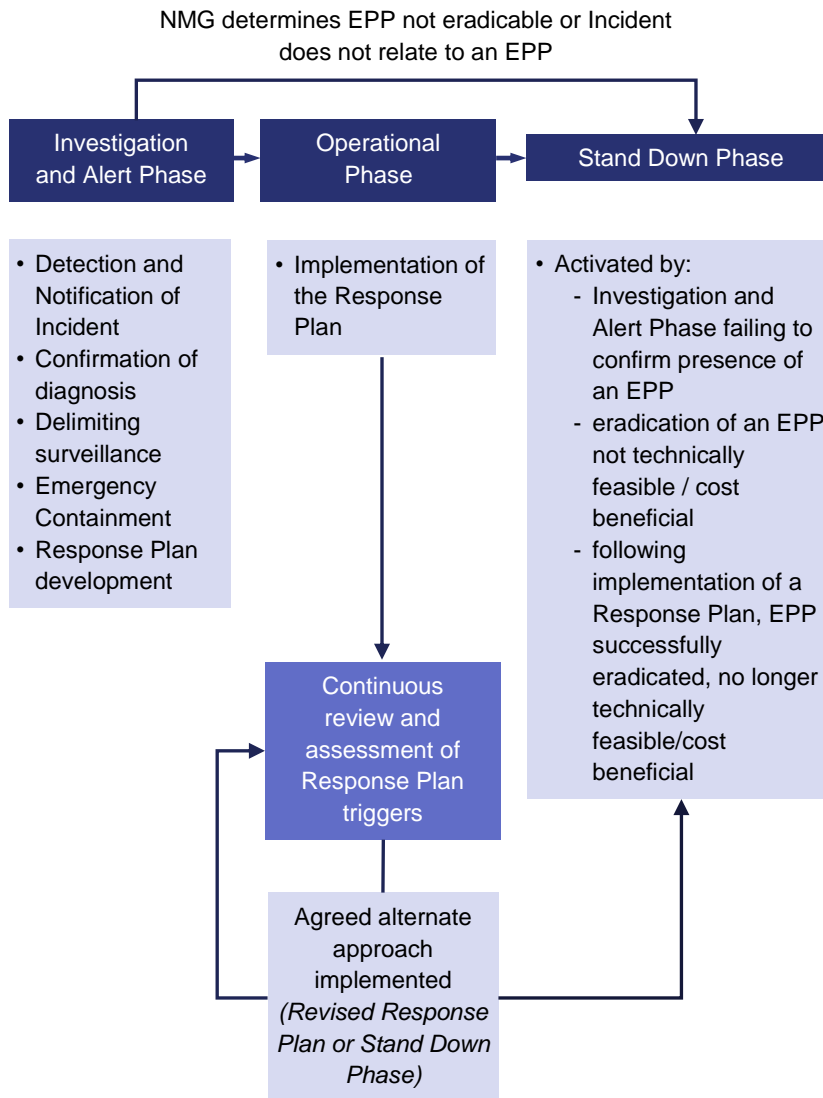 NMG determines EPP not eradicable or Incident
does not relate to an EPP
Investigation
and Alert Phase
Operational
Phase
Stand Down Phase
• Detection and
Notification of
Incident
• Confirmation of
diagnosis
• Delimiting
surveillance
• Emergency
Containment
• Response Plan
development
• Implementation of
the Response
Plan
• Activated by:
- Investigation and
Alert Phase failing to
confirm presence of
an EPP
- eradication of an EPP
not technically
feasible / cost
beneficial
- following
implementation of a
Response Plan, EPP
successfully
eradicated, no longer
technically
feasible/cost
beneficial
Continuous
review and
assessment of
Response Plan
triggers
Agreed alternate
approach
implemented
(Revised Response
Plan or Stand Down
Phase)